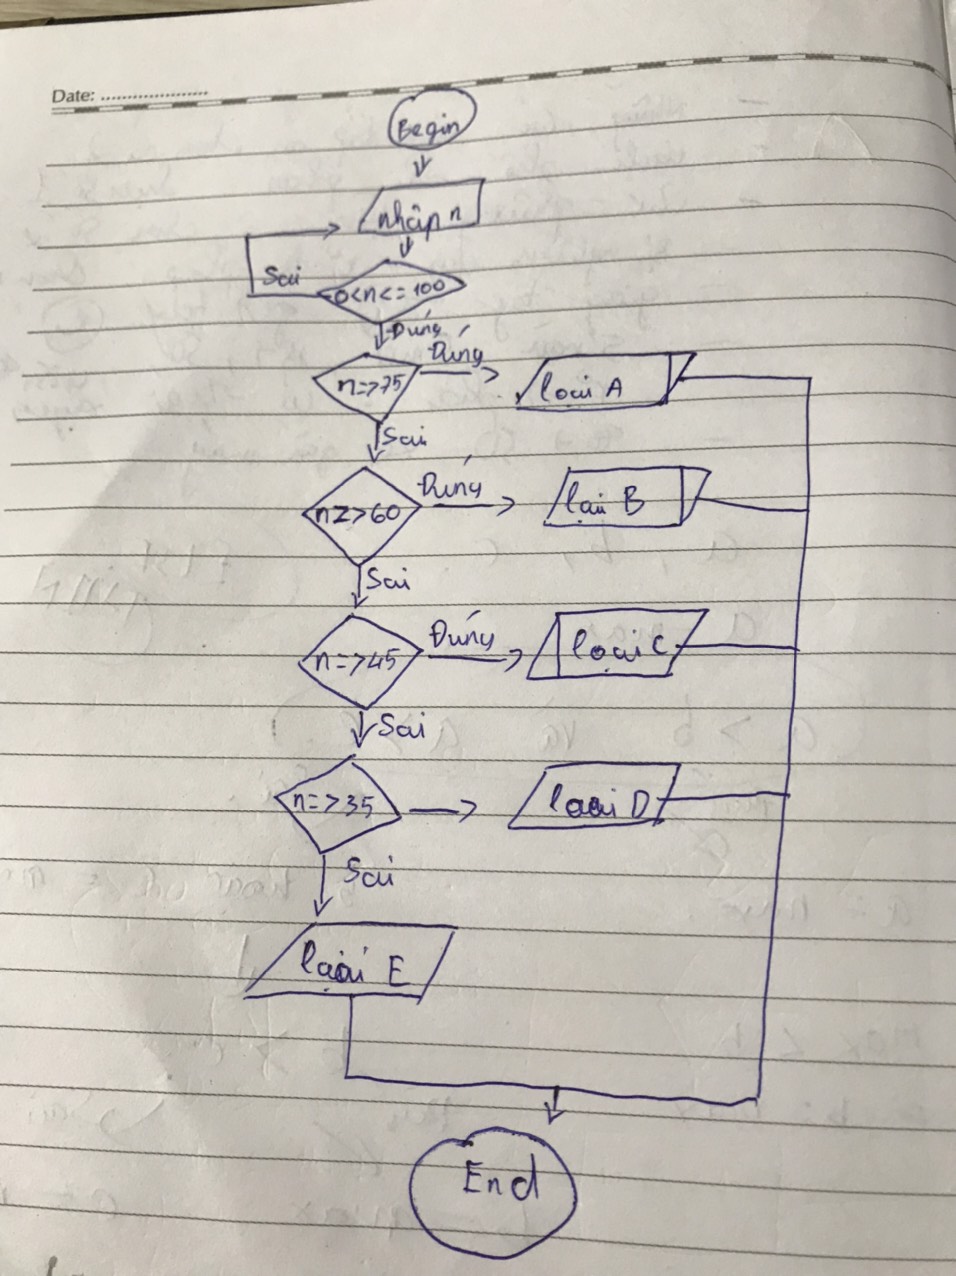 Date: ....................
Begin
nhập n
Sai
0<n<=100
Đúng
n=>75
Đúng
loại A
Sai
n=>60
Đúng
loại B
Sai
n=>45
Đúng
loại C
Sai
n=>35
loại D
Sai
loại E
End